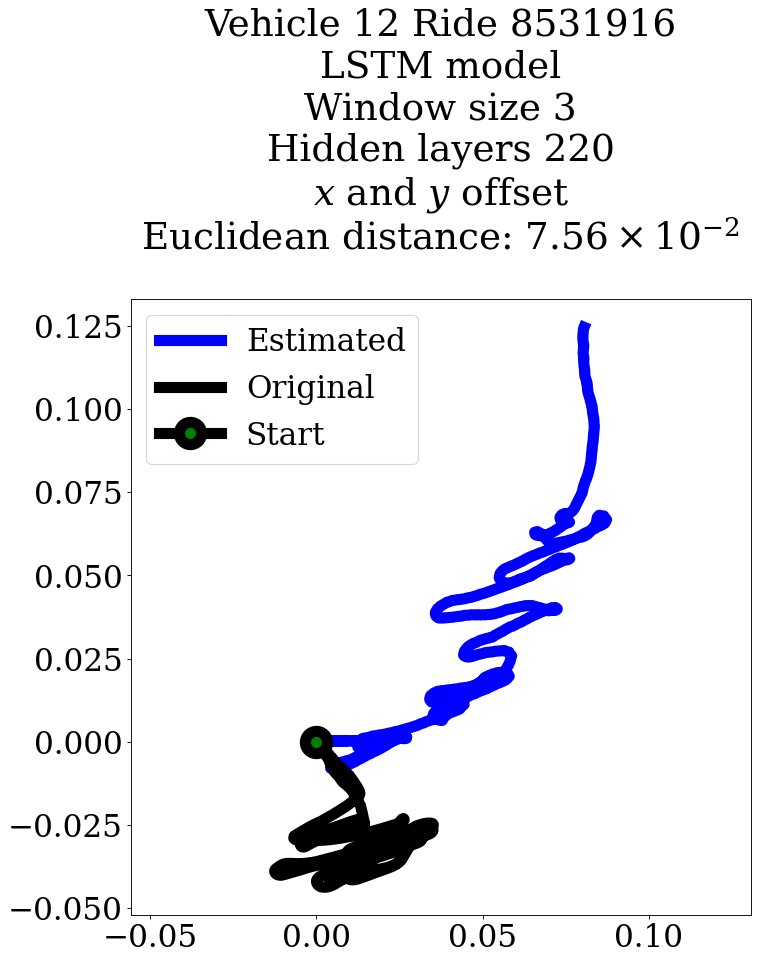 Vehicle 12 Ride 8531916
LSTM model
Window size 3
Hidden layers 220
x and y offset
Euclidean distance: 7.56 × 10⁻²
Estimated
Original
Start
0.125
0.100
0.075
0.050
0.025
0.000
−0.025
−0.050
−0.05 0.00 0.05 0.10